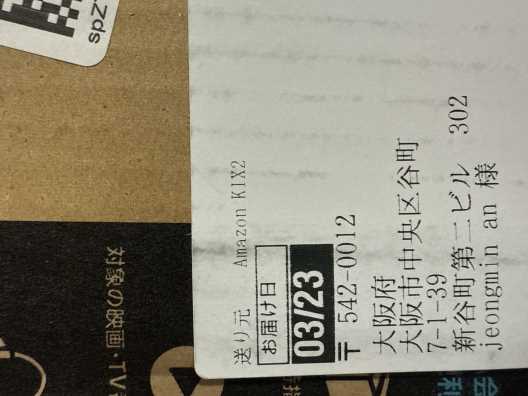 送り元 Amazon KIX2
お届け日
03/23
〒 542-0012
大阪府
大阪市中央区谷町
7-1-39
新谷町第二ビル 302
jeongmin an 様
spZ
対象の映画・TV